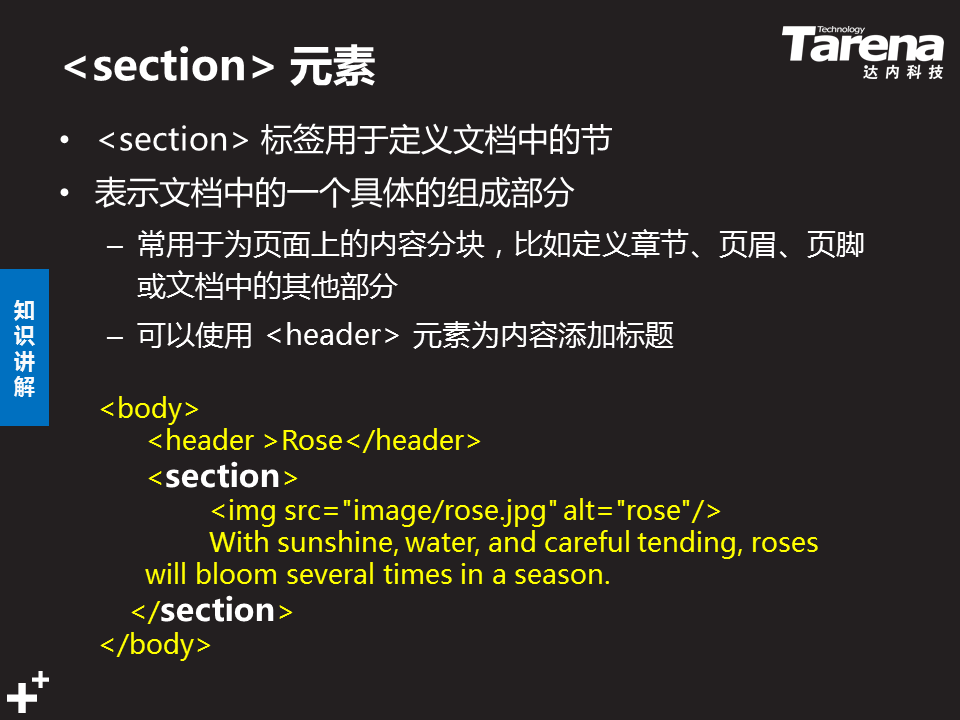 <section> 元素
Technology
Tarena
达内科技
• <section> 标签用于定义文档中的节
• 表示文档中的一个具体的组成部分
– 常用于为页面上的内容分块，比如定义章节、页眉、页脚
或文档中的其他部分
– 可以使用 <header> 元素为内容添加标题
知
识
讲
解
<body>
<header >Rose</header>
<section>
<img src="image/rose.jpg" alt="rose"/>
With sunshine, water, and careful tending, roses
will bloom several times in a season.
</section>
</body>